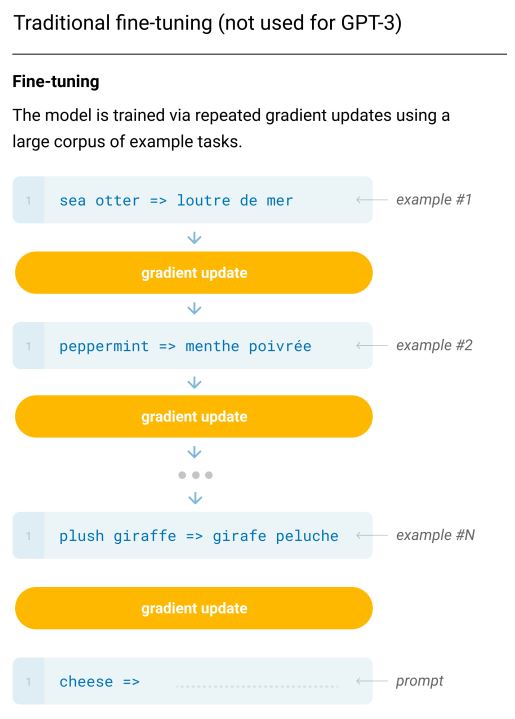 Traditional fine-tuning (not used for GPT-3)
Fine-tuning
The model is trained via repeated gradient updates using a
large corpus of example tasks.
1 sea otter => loutre de mer example #1
gradient update
1 peppermint => menthe poivrée example #2
gradient update
1 plush giraffe => girafe peluche example #N
gradient update
1 cheese => prompt